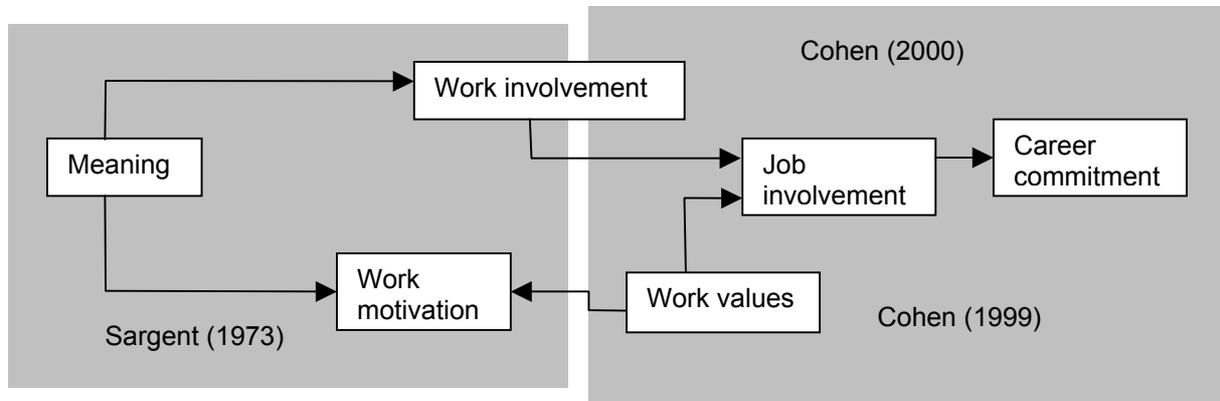 Cohen (2000)
Work involvement
Meaning
Job
involvement
Career
commitment
Work
motivation
Work values
Sargent (1973)
Cohen (1999)